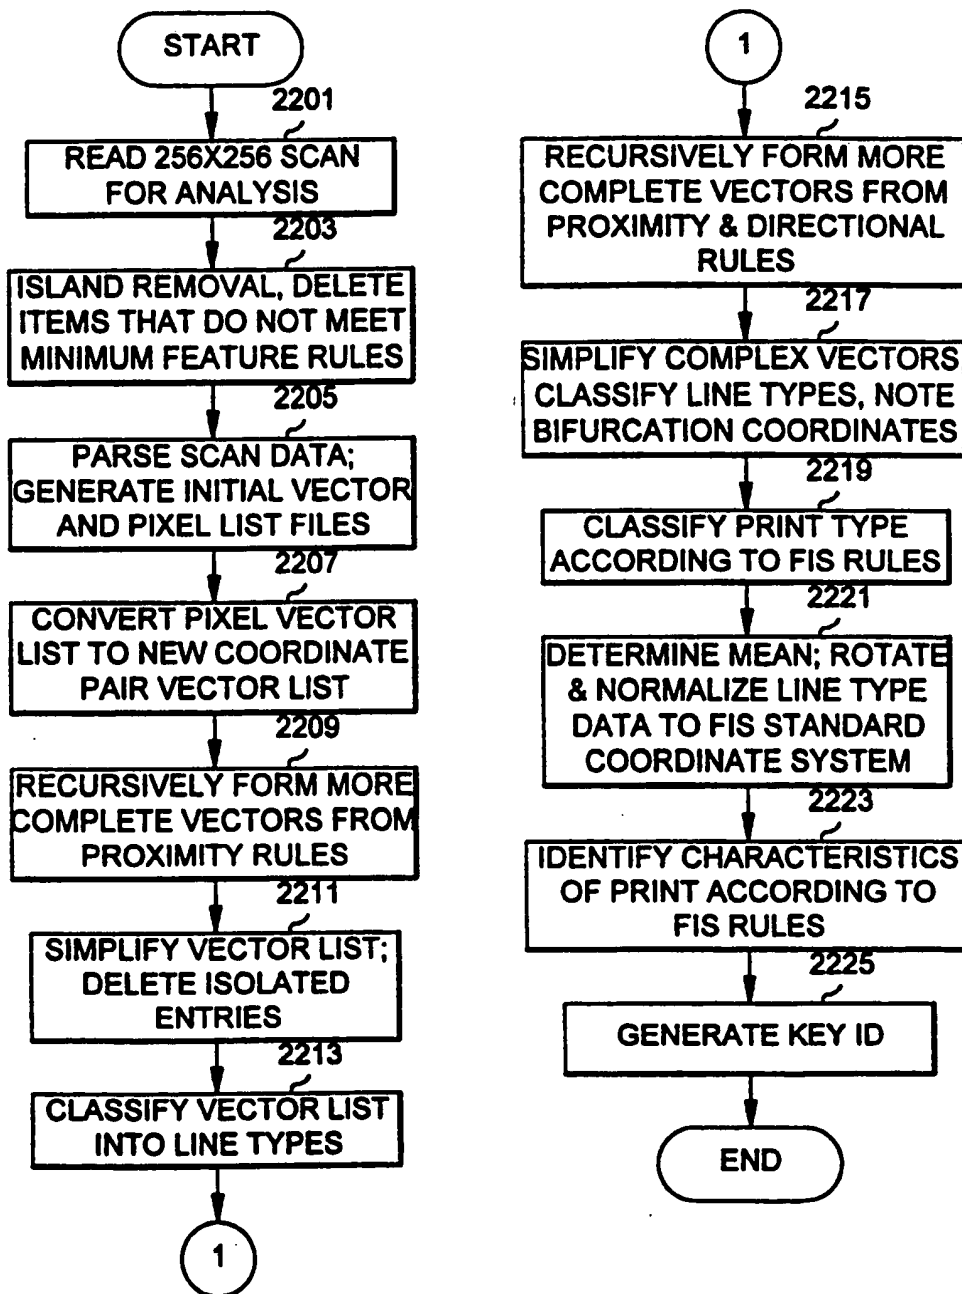 START
2201
READ 256X256 SCAN
FOR ANALYSIS
2203
ISLAND REMOVAL, DELETE
ITEMS THAT DO NOT MEET
MINIMUM FEATURE RULES
2205
PARSE SCAN DATA;
GENERATE INITIAL VECTOR
AND PIXEL LIST FILES
2207
CONVERT PIXEL VECTOR
LIST TO NEW COORDINATE
PAIR VECTOR LIST
2209
RECURSIVELY FORM MORE
COMPLETE VECTORS FROM
PROXIMITY RULES
2211
SIMPLIFY VECTOR LIST;
DELETE ISOLATED
ENTRIES
2213
CLASSIFY VECTOR LIST
INTO LINE TYPES
1
1
2215
RECURSIVELY FORM MORE
COMPLETE VECTORS FROM
PROXIMITY & DIRECTIONAL
RULES
2217
SIMPLIFY COMPLEX VECTORS
CLASSIFY LINE TYPES, NOTE
BIFURCATION COORDINATES
2219
CLASSIFY PRINT TYPE
ACCORDING TO FIS RULES
2221
DETERMINE MEAN; ROTATE
& NORMALIZE LINE TYPE
DATA TO FIS STANDARD
COORDINATE SYSTEM
2223
IDENTIFY CHARACTERISTICS
OF PRINT ACCORDING TO
FIS RULES
2225
GENERATE KEY ID
END